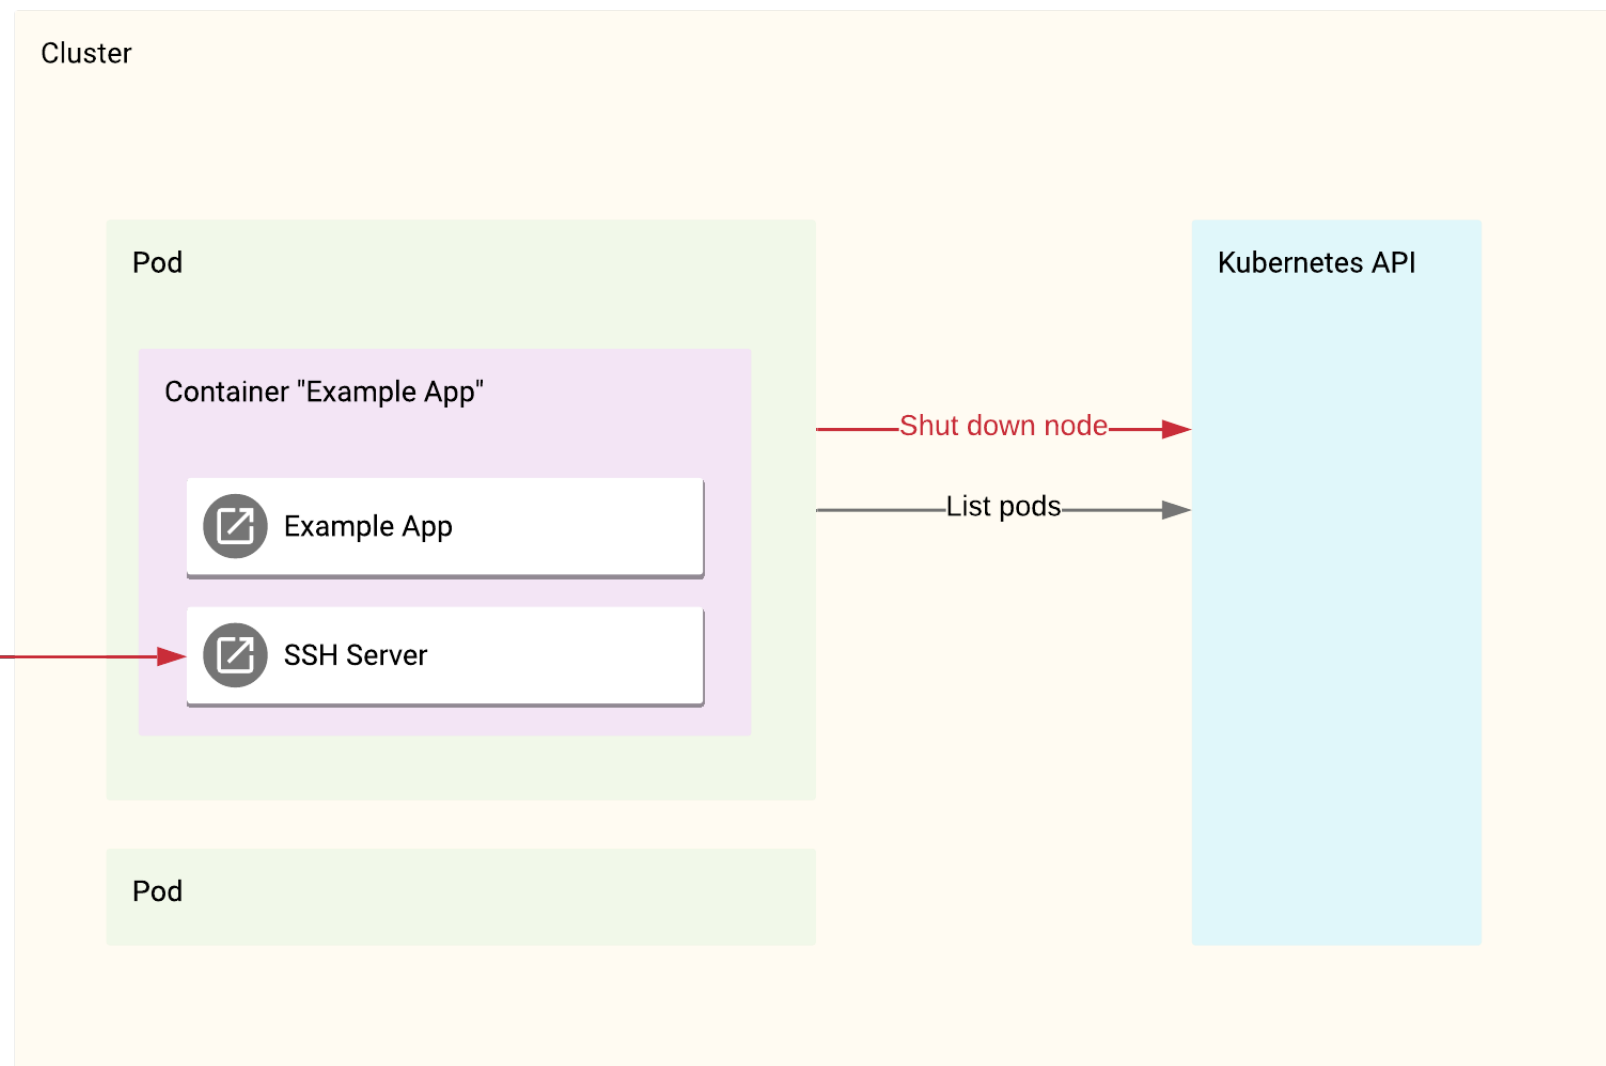 Cluster
Pod
Kubernetes API
Container "Example App"
Shut down node
List pods
Example App
SSH Server
Pod